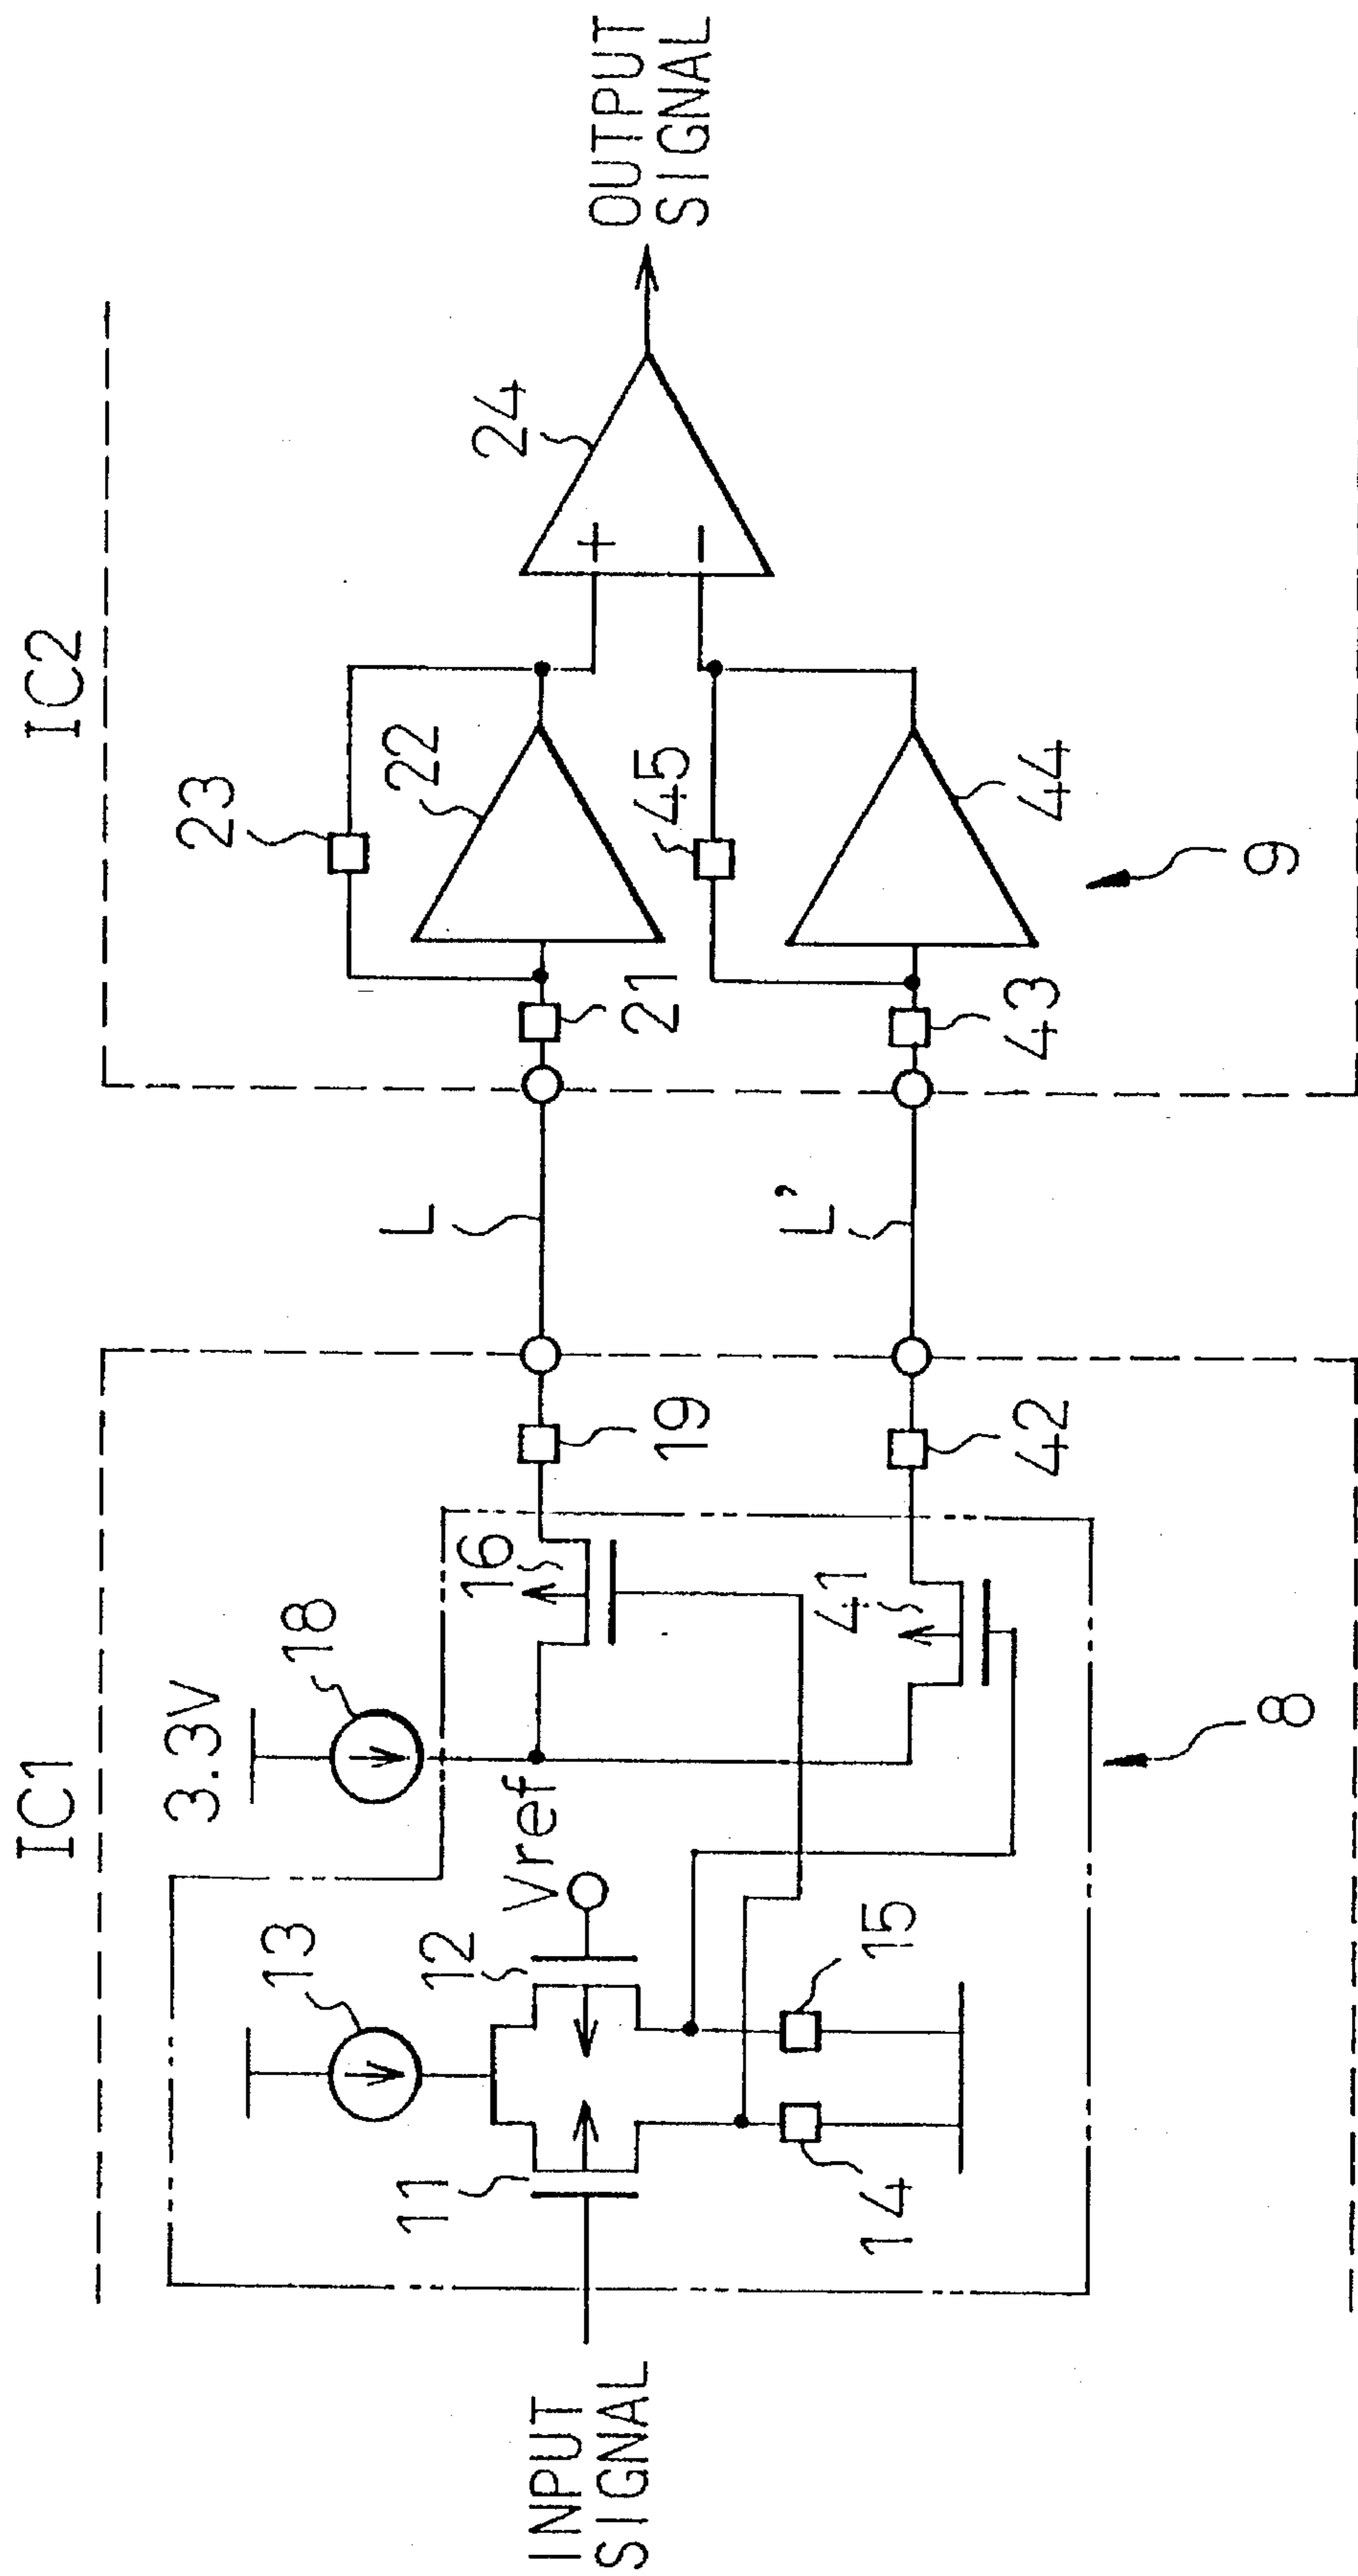 IC1
IC2
3.3V
18
13
12
Vref
16
11
14
15
41
19
42
L
L'
23
22
21
45
44
43
24
+
−
8
9
INPUT
SIGNAL
OUTPUT
SIGNAL